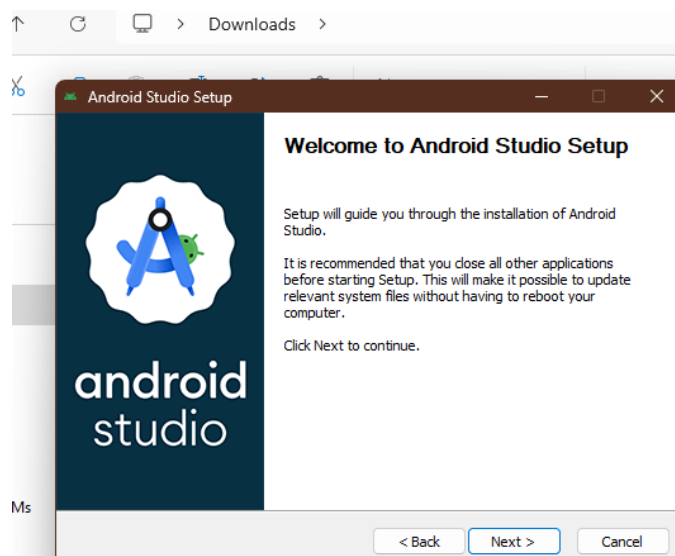 Downloads
Android Studio Setup
Welcome to Android Studio Setup
Setup will guide you through the installation of Android
Studio.
It is recommended that you close all other applications
before starting Setup. This will make it possible to update
relevant system files without having to reboot your
computer.
Click Next to continue.
android
studio
Ms
< Back Next > Cancel